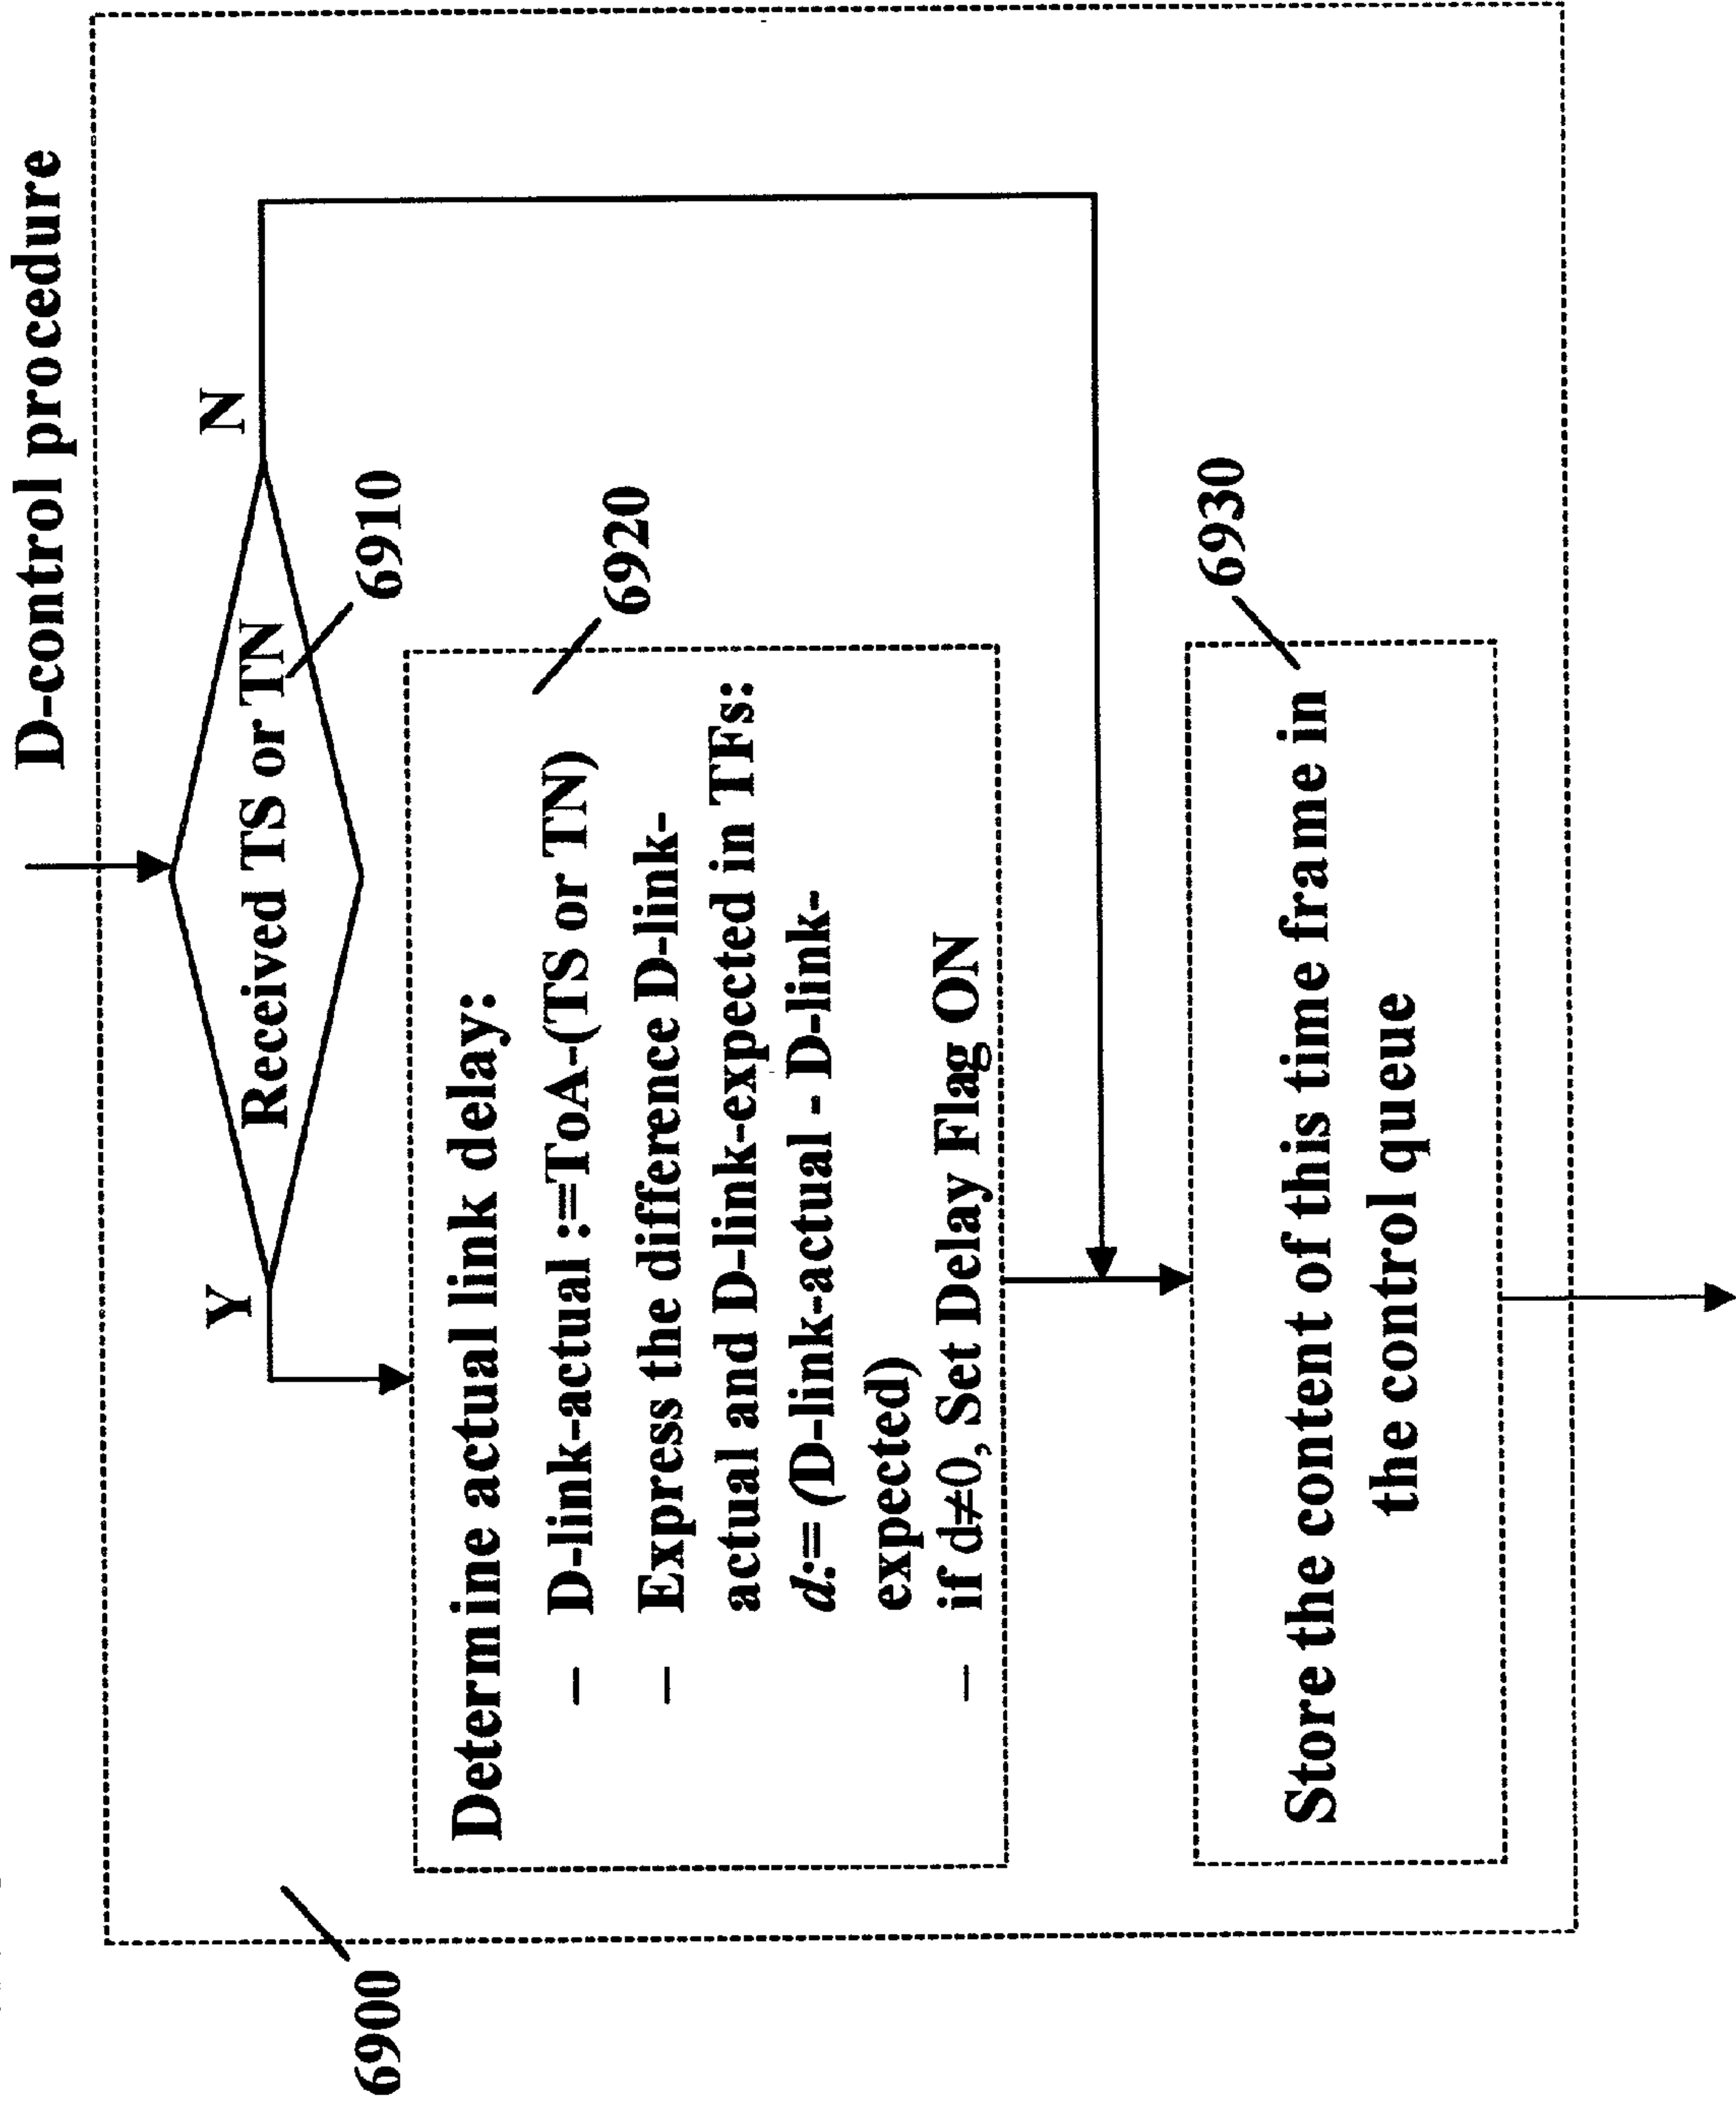 D-control procedure
Y
N
Received TS or TN
6910
6900
6920
Determine actual link delay:
– D-link-actual :=ToA-(TS or TN)
– Express the difference D-link-
actual and D-link-expected in TFs:
d:= (D-link-actual - D-link-
expected)
– if d≠0, Set Delay Flag ON
6930
Store the content of this time frame in
the control queue